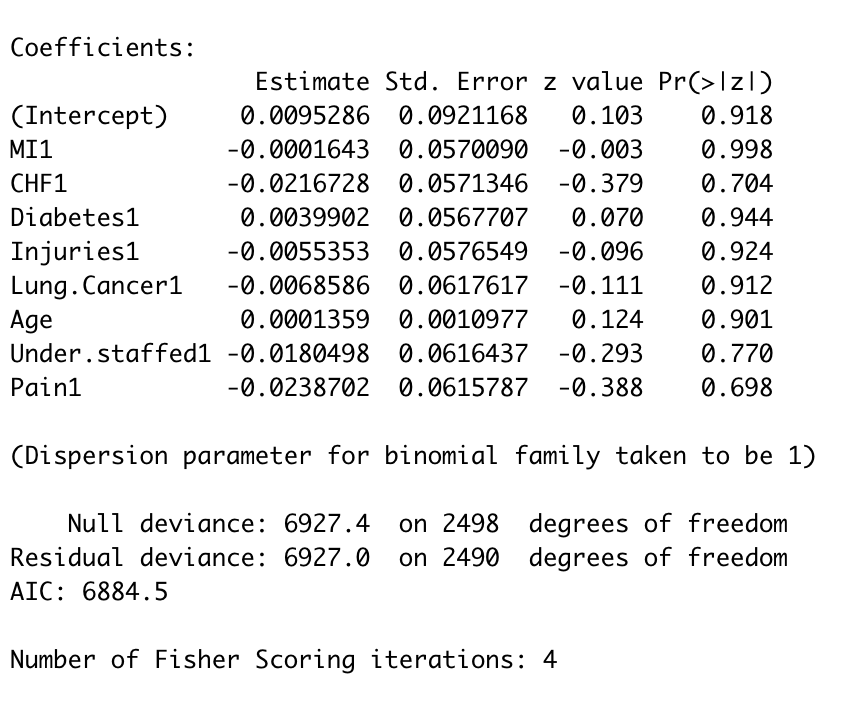 Coefficients:
                 Estimate Std. Error z value Pr(>|z|)
(Intercept)     0.0095286  0.0921168   0.103    0.918
MI1            -0.0001643  0.0570090  -0.003    0.998
CHF1           -0.0216728  0.0571346  -0.379    0.704
Diabetes1       0.0039902  0.0567707   0.070    0.944
Injuries1      -0.0055353  0.0576549  -0.096    0.924
Lung.Cancer1   -0.0068586  0.0617617  -0.111    0.912
Age             0.0001359  0.0010977   0.124    0.901
Under.staffed1 -0.0180498  0.0616437  -0.293    0.770
Pain1          -0.0238702  0.0615787  -0.388    0.698

(Dispersion parameter for binomial family taken to be 1)

    Null deviance: 6927.4  on 2498  degrees of freedom
Residual deviance: 6927.0  on 2490  degrees of freedom
AIC: 6884.5

Number of Fisher Scoring iterations: 4